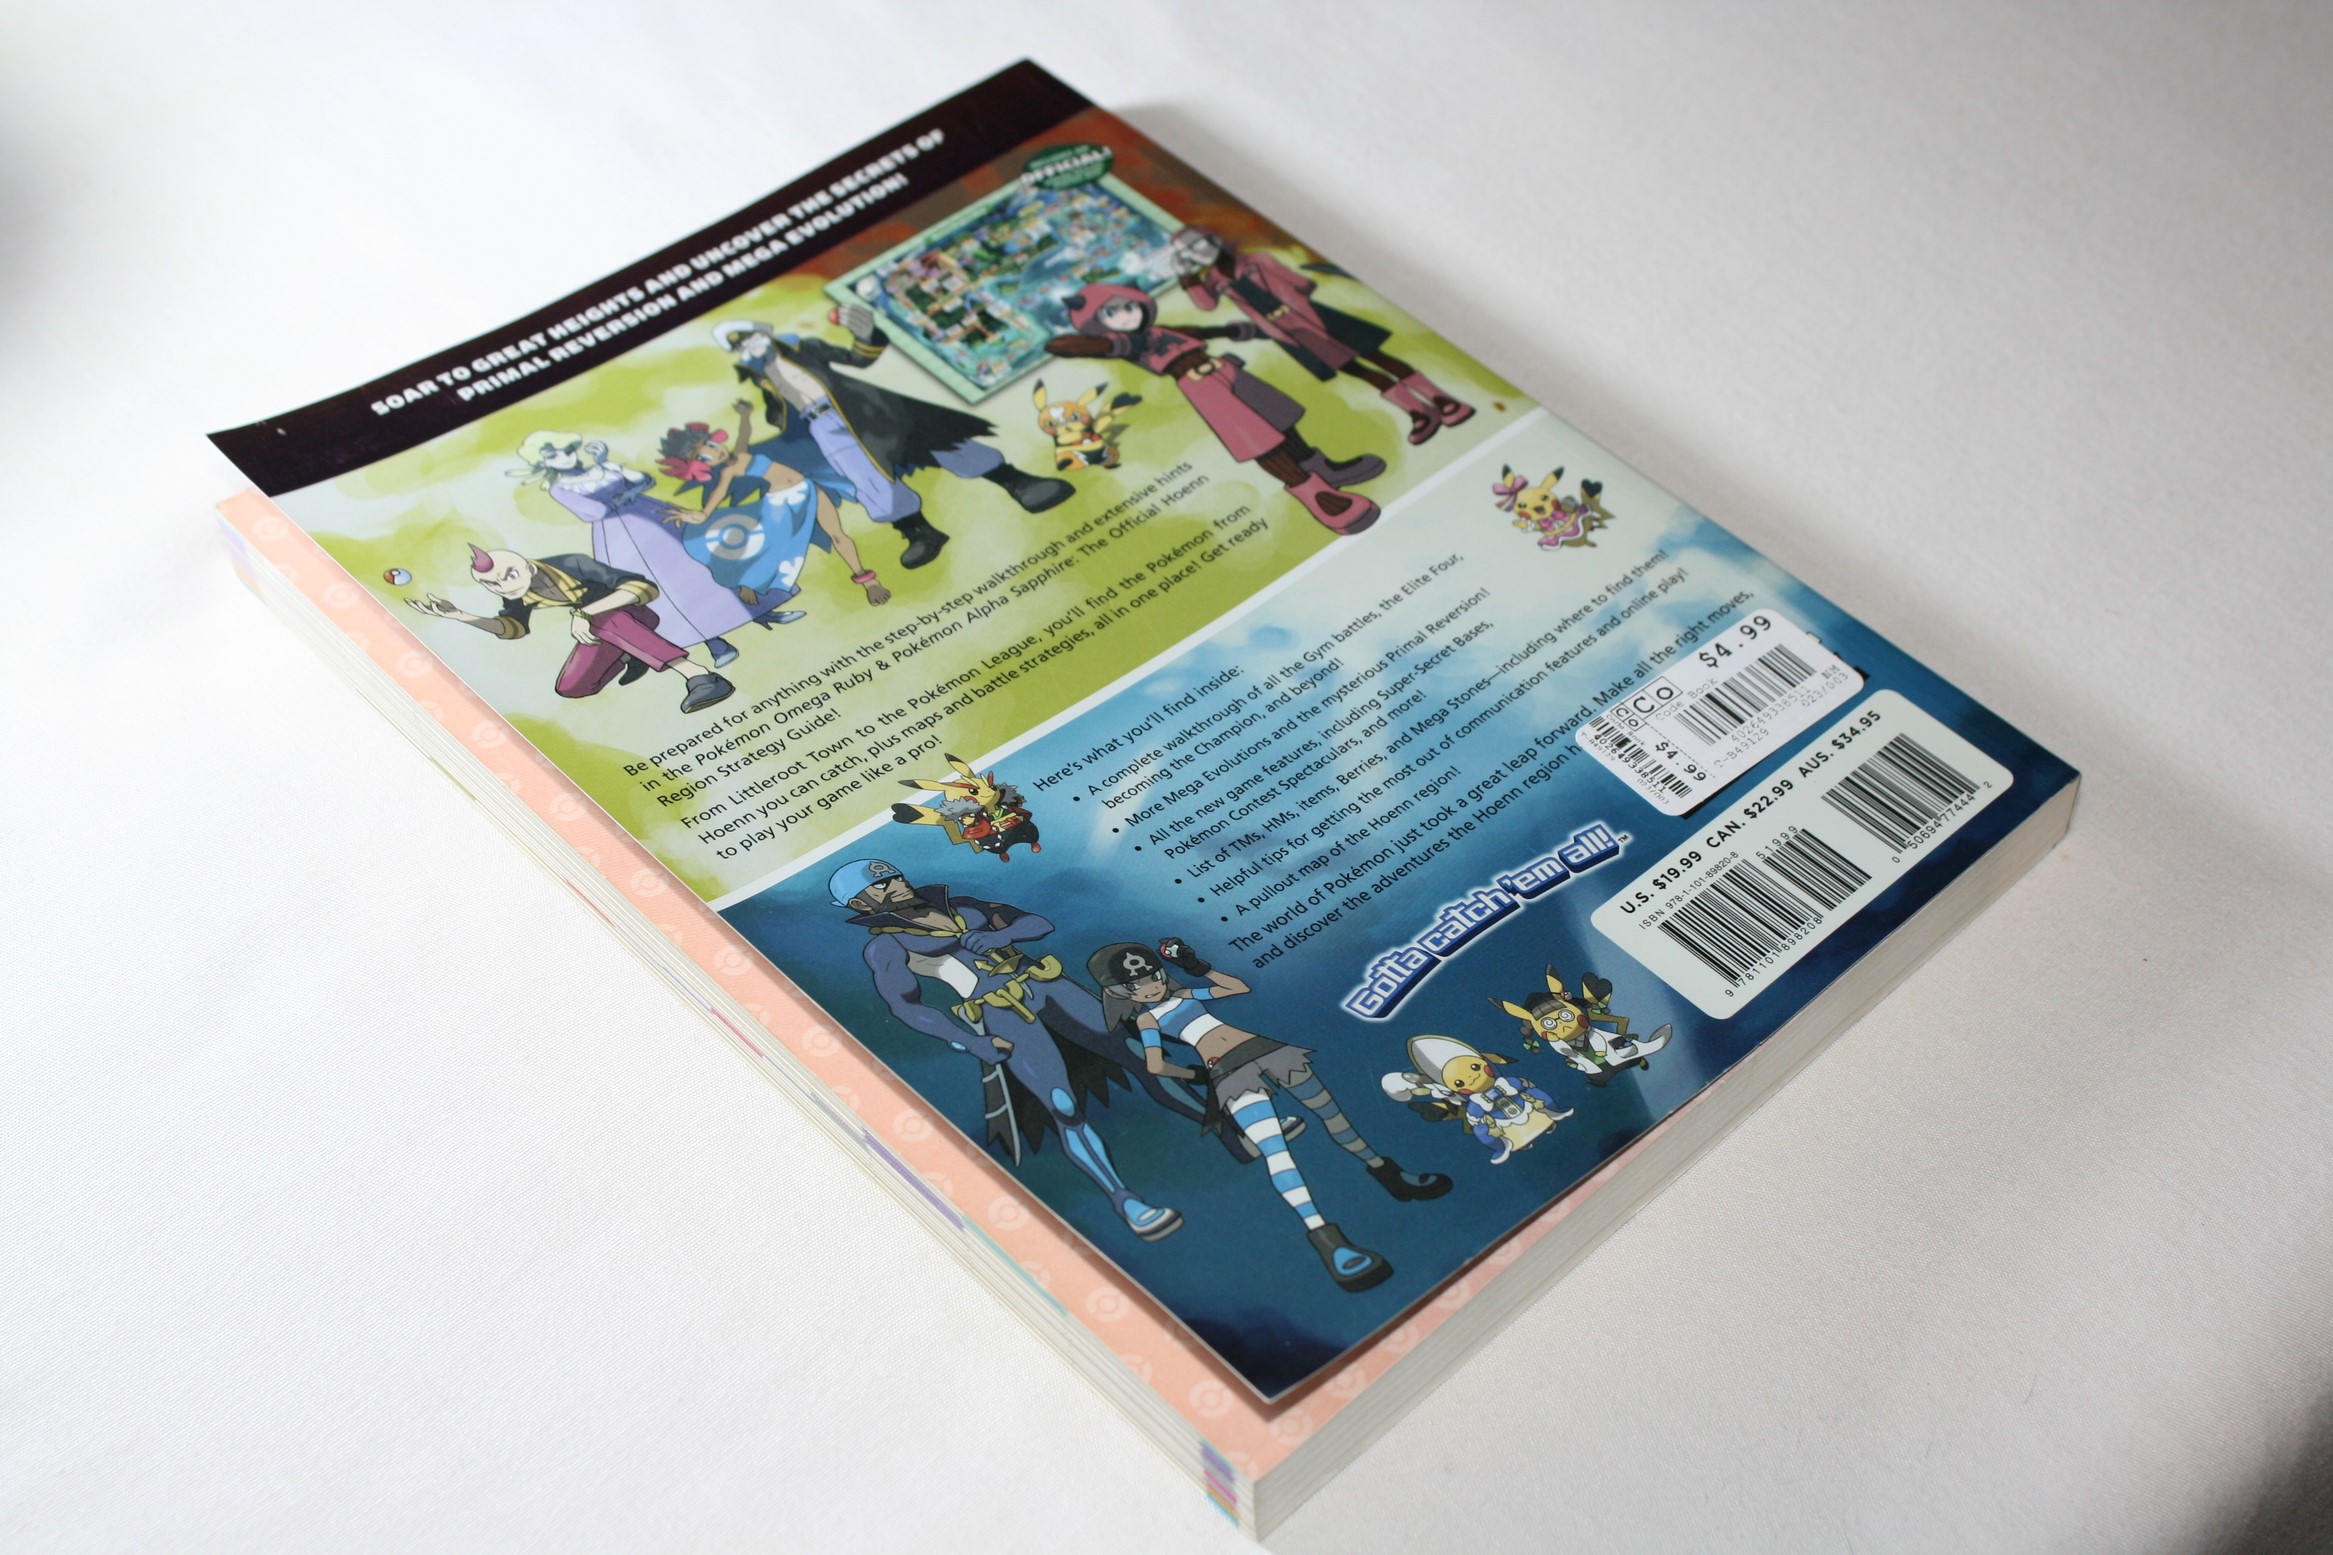 SOAR TO GREAT HEIGHTS AND UNCOVER THE SECRETS OF
PRIMAL REVERSION AND MEGA EVOLUTION!
OFFICIAL!
Be prepared for anything with the step-by-step walkthrough and extensive hints
in the Pokémon Omega Ruby & Pokémon Alpha Sapphire: The Official Hoenn
Region Strategy Guide!
From Littleroot Town to the Pokémon League, you'll find the Pokémon from
Hoenn you can catch, plus maps and battle strategies, all in one place! Get ready
to play your game like a pro!
Here's what you'll find inside:
• A complete walkthrough of all the Gym battles, the Elite Four,
becoming the Champion, and beyond!
• More Mega Evolutions and the mysterious Primal Reversion!
• All the new game features, including Super-Secret Bases,
Pokémon Contest Spectaculars, and more!
• List of TMs, HMs, items, Berries, and Mega Stones—including where to find them!
• Helpful tips for getting the most out of communication features and online play!
• A pullout map of the Hoenn region!
The world of Pokémon just took a great leap forward. Make all the right moves,
and discover the adventures the Hoenn region
Gotta catch 'em all!™
$4.99
Code Book
$4.99
U.S. $19.99 CAN. $22.99 AUS. $34.95
ISBN 978-1-101-89820-8
51999
9 781101 898208
0 50694 77444 2